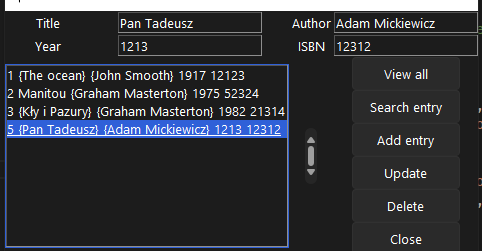 Title Pan Tadeusz Author Adam Mickiewicz
Year 1213 ISBN 12312
1 {The ocean} {John Smooth} 1917 12123
2 Manitou {Graham Masterton} 1975 52324
3 {Kły i Pazury} {Graham Masterton} 1982 21314
5 {Pan Tadeusz} {Adam Mickiewicz} 1213 12312
View all
Search entry
Add entry
Update
Delete
Close